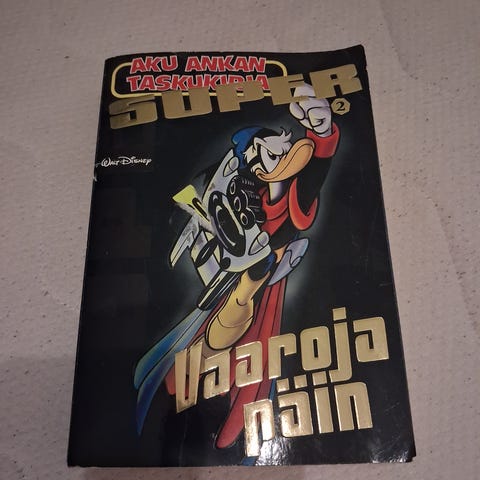 AKU ANKAN
TASKUKIRJA
SUPER
2
Walt Disney
Vaaroja
näin